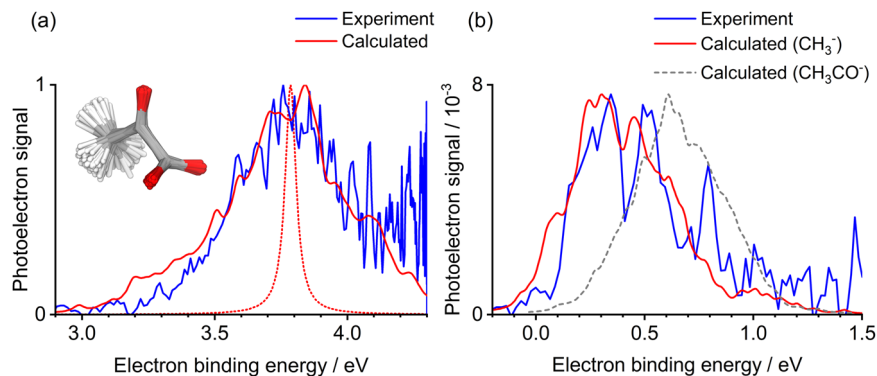 (a)
Experiment
Calculated
1
0
Photoelectron signal
3.0 3.5 4.0
Electron binding energy / eV
(b)
Experiment
Calculated (CH₃⁻)
Calculated (CH₃CO⁻)
8
0
Photoelectron signal / 10⁻³
0.0 0.5 1.0 1.5
Electron binding energy / eV